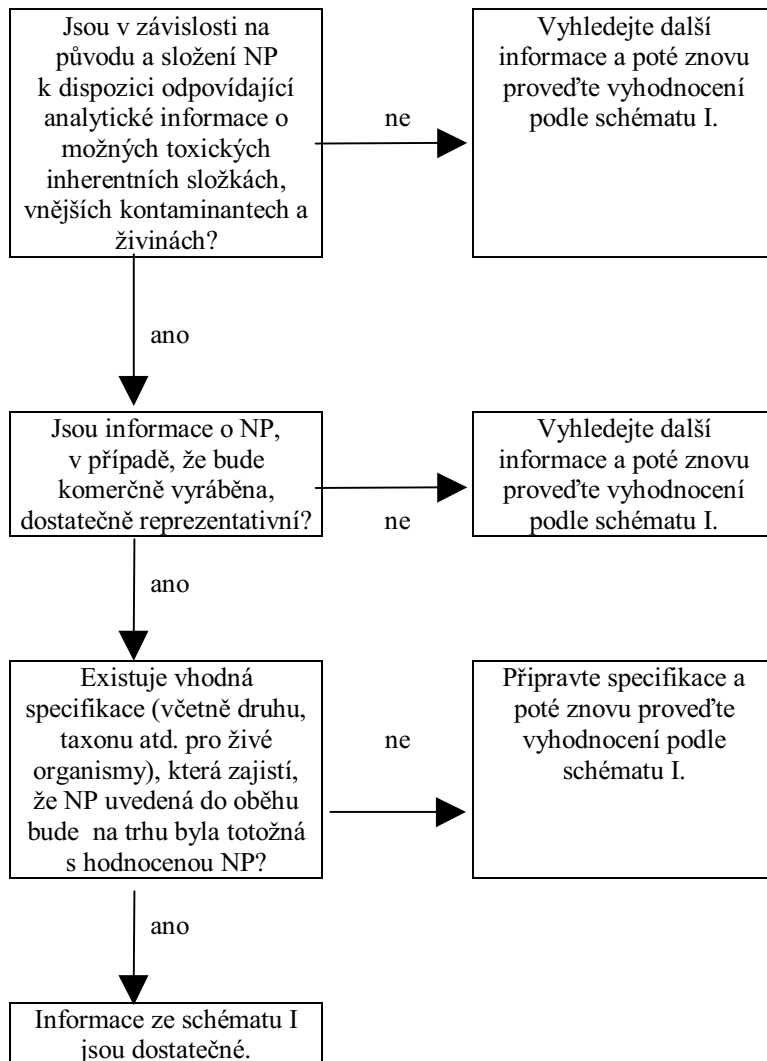 Jsou v závislosti na
původu a složení NP
k dispozici odpovídající
analytické informace o
možných toxických
inherentních složkách,
vnějších kontaminantech a
živinách?
ne
Vyhledejte další
informace a poté znovu
proveďte vyhodnocení
podle schématu I.
ano
Jsou informace o NP,
v případě, že bude
komerčně vyráběna,
dostatečně reprezentativní?
ne
Vyhledejte další
informace a poté znovu
proveďte vyhodnocení
podle schématu I.
ano
Existuje vhodná
specifikace (včetně druhu,
taxonu atd. pro živé
organismy), která zajistí,
že NP uvedená do oběhu
bude na trhu byla totožná
s hodnocenou NP?
ne
Připravte specifikace a
poté znovu proveďte
vyhodnocení podle
schématu I.
ano
Informace ze schématu I
jsou dostatečné.